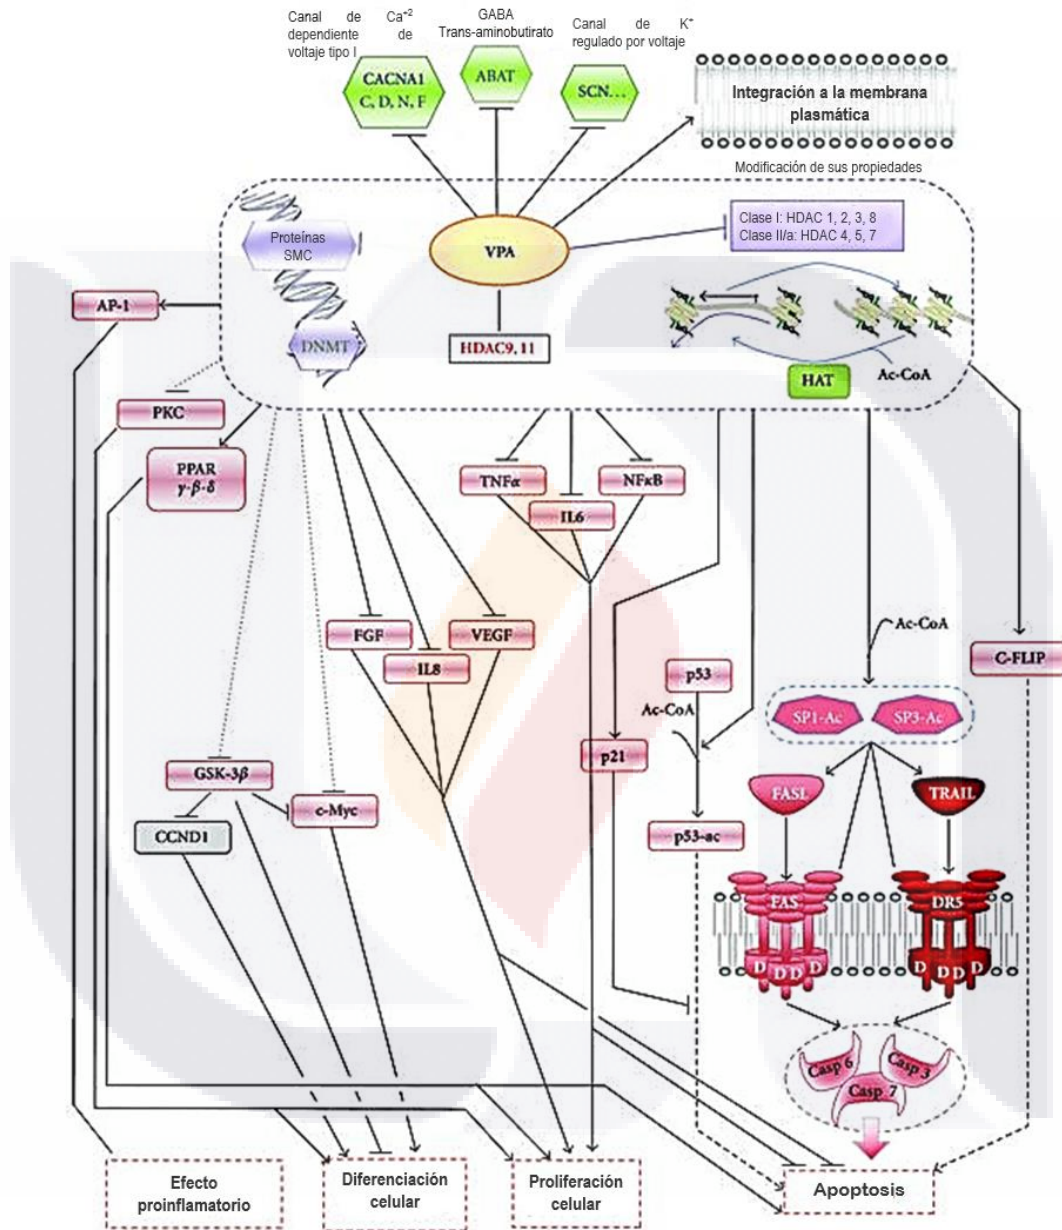 Canal de Ca⁺² dependiente de
voltaje tipo I
GABA
Trans-aminobutirato
Canal de K⁺
regulado por voltaje
CACNA1
C, D, N, F
ABAT
SCN...
Integración a la membrana
plasmática
Modificación de sus propiedades
Proteínas
SMC
VPA
Clase I: HDAC 1, 2, 3, 8
Clase II/a: HDAC 4, 5, 7
AP-1
DNMT
HDAC9, 11
HAT
Ac-CoA
PKC
PPAR
γ-β-δ
TNFα
NFκB
IL6
FGF
VEGF
IL8
Ac-CoA
C-FLIP
p53
Ac-CoA
SP1-Ac
SP3-Ac
p21
GSK-3β
c-Myc
FASL
TRAIL
CCND1
p53-ac
FAS
DR5
D D D D
D D D D
Casp 6
Casp 3
Casp 7
Efecto
proinflamatorio
Diferenciación
celular
Proliferación
celular
Apoptosis